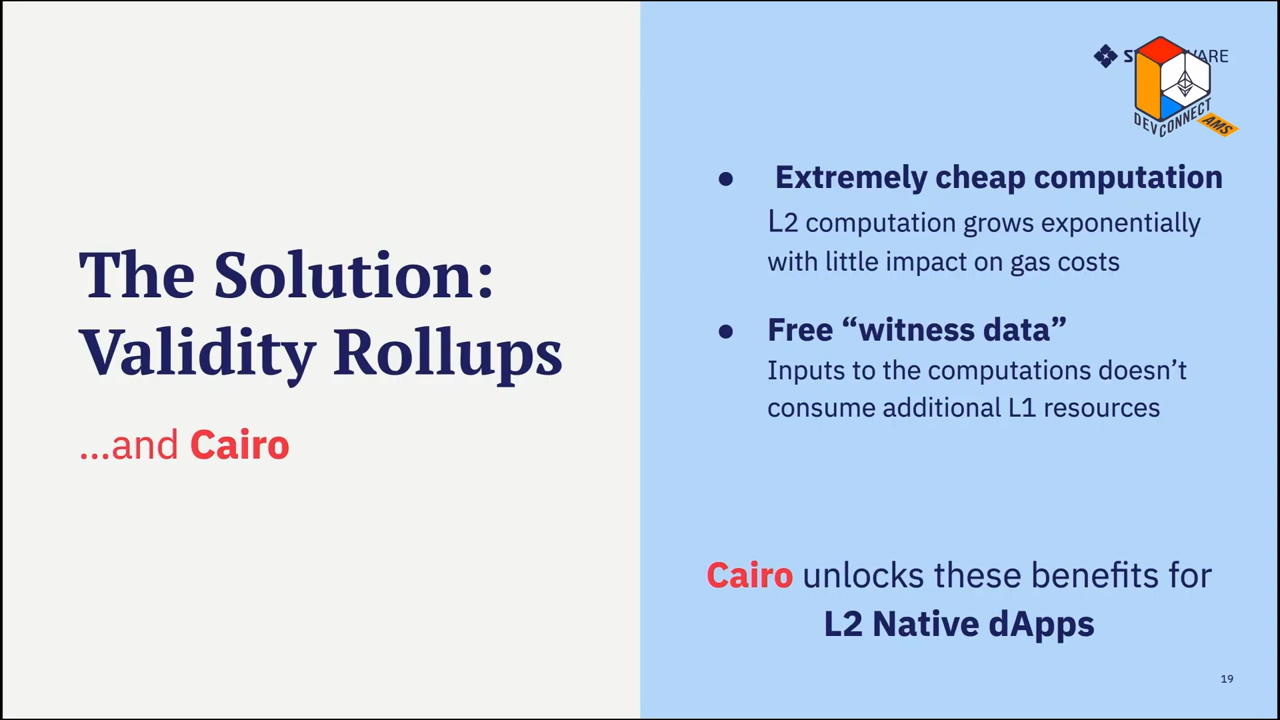 The Solution:
Validity Rollups
...and Cairo
DEVCONNECT
AMS
● Extremely cheap computation
L2 computation grows exponentially
with little impact on gas costs
● Free “witness data”
Inputs to the computations doesn’t
consume additional L1 resources
Cairo unlocks these benefits for
L2 Native dApps
19